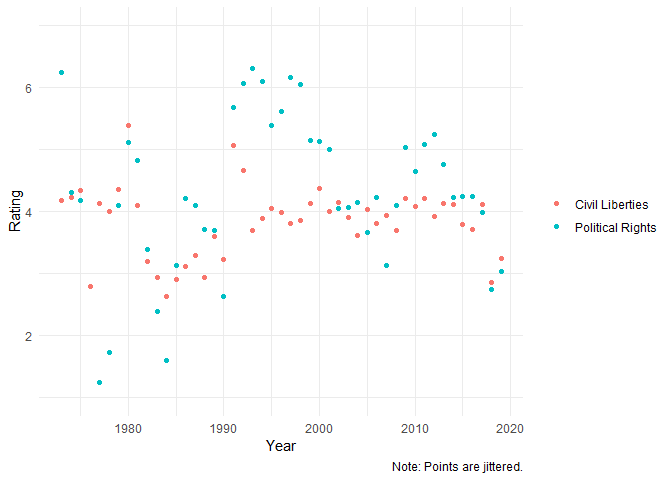 6
4
2
Rating
1980 1990 2000 2010 2020
Year
Civil Liberties
Political Rights
Note: Points are jittered.